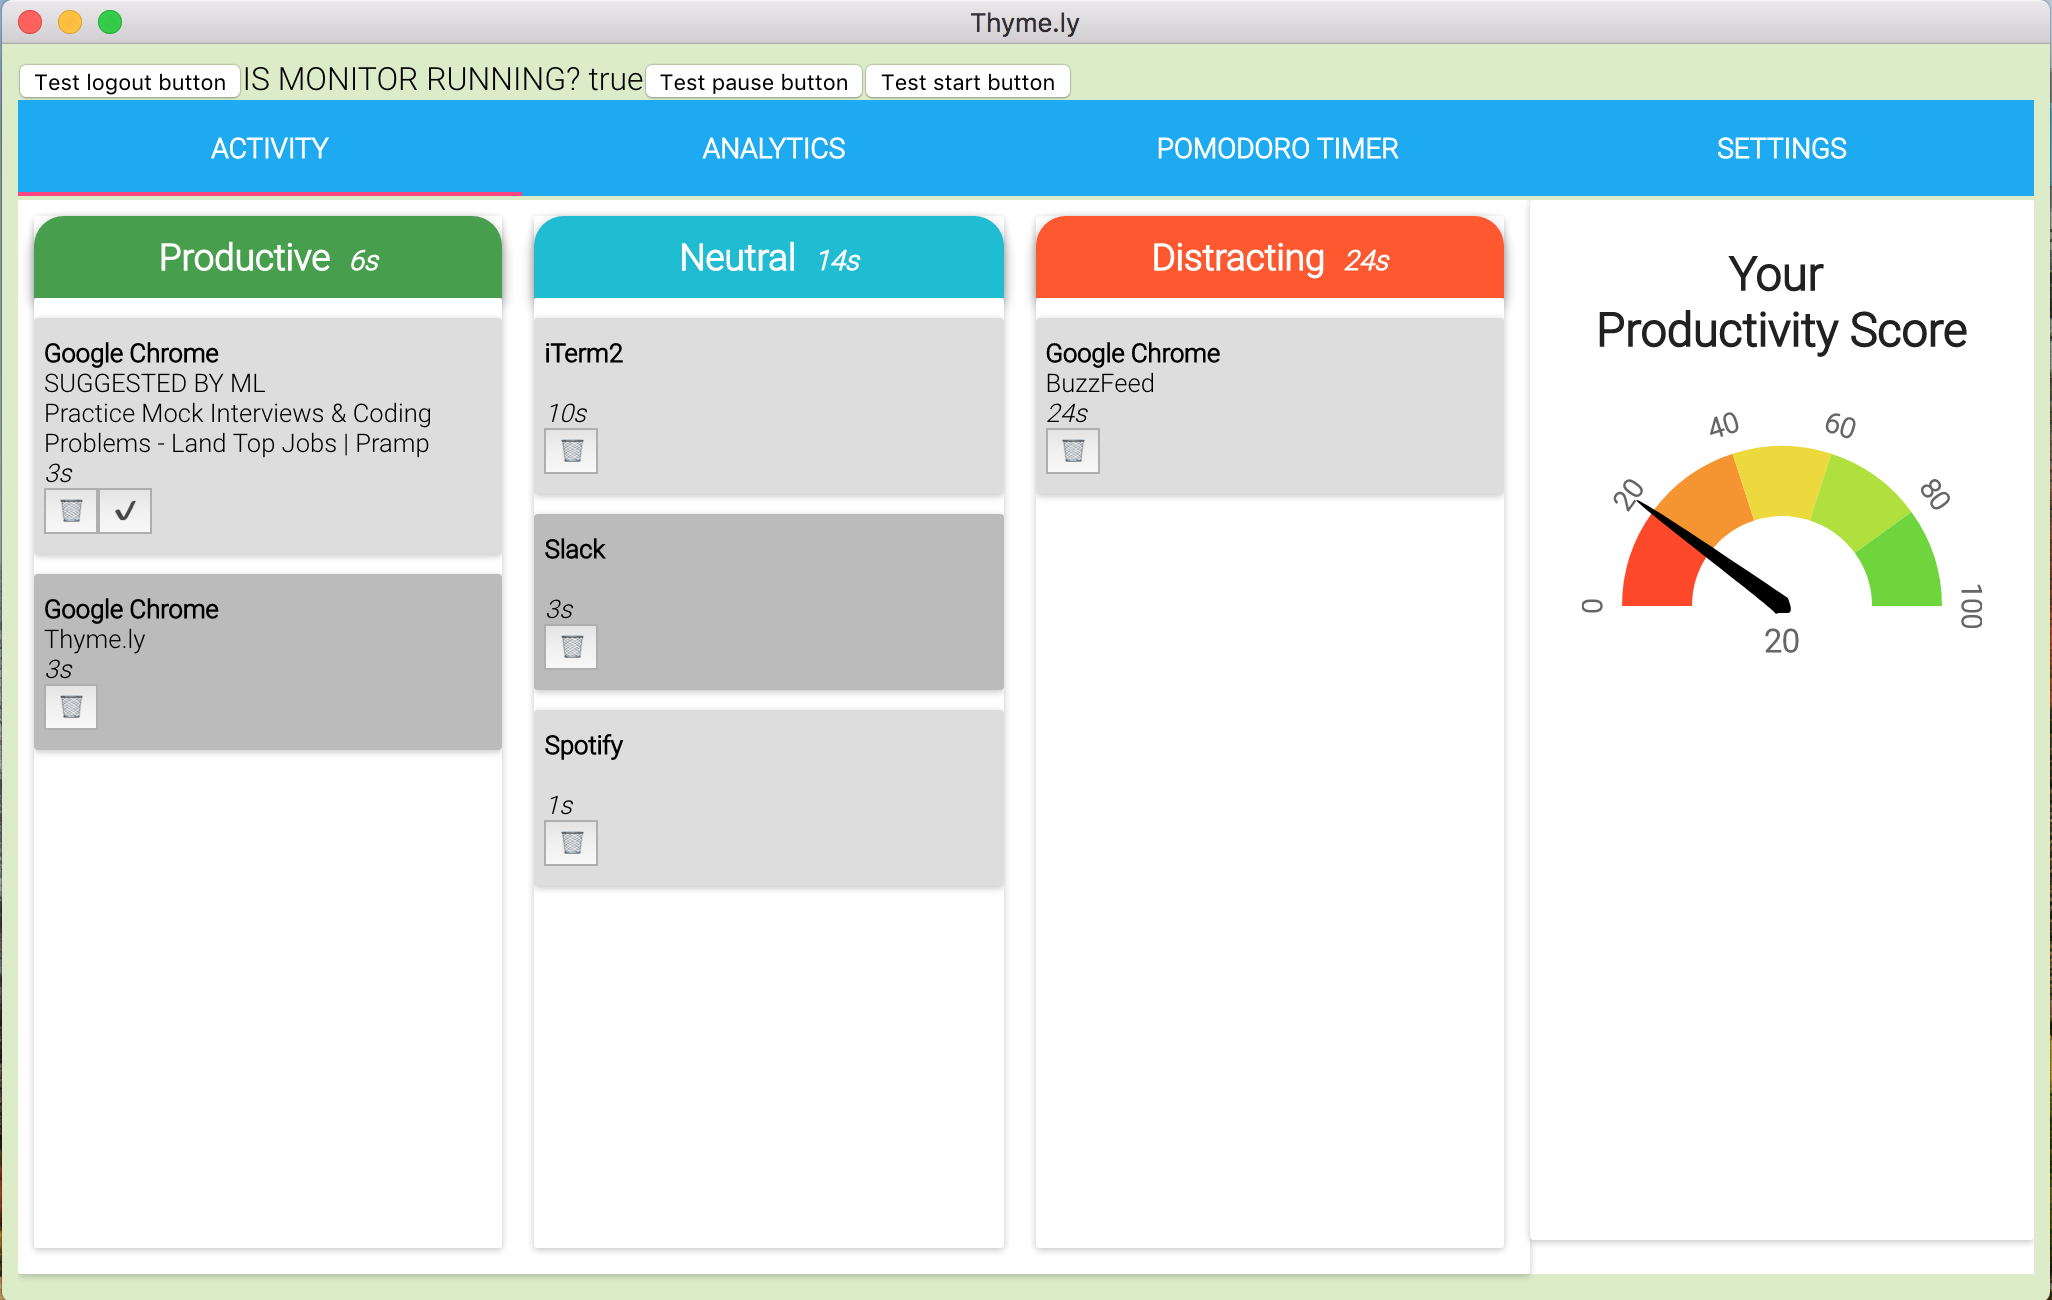 Thyme.ly
Test logout button IS MONITOR RUNNING? true Test pause button Test start button
ACTIVITY ANALYTICS POMODORO TIMER SETTINGS
Productive 6s
Google Chrome
SUGGESTED BY ML
Practice Mock Interviews & Coding
Problems - Land Top Jobs | Pramp
3s
Google Chrome
Thyme.ly
3s
Neutral 14s
iTerm2
10s
Slack
3s
Spotify
1s
Distracting 24s
Google Chrome
BuzzFeed
24s
Your
Productivity Score
0
20
40
60
80
100
20